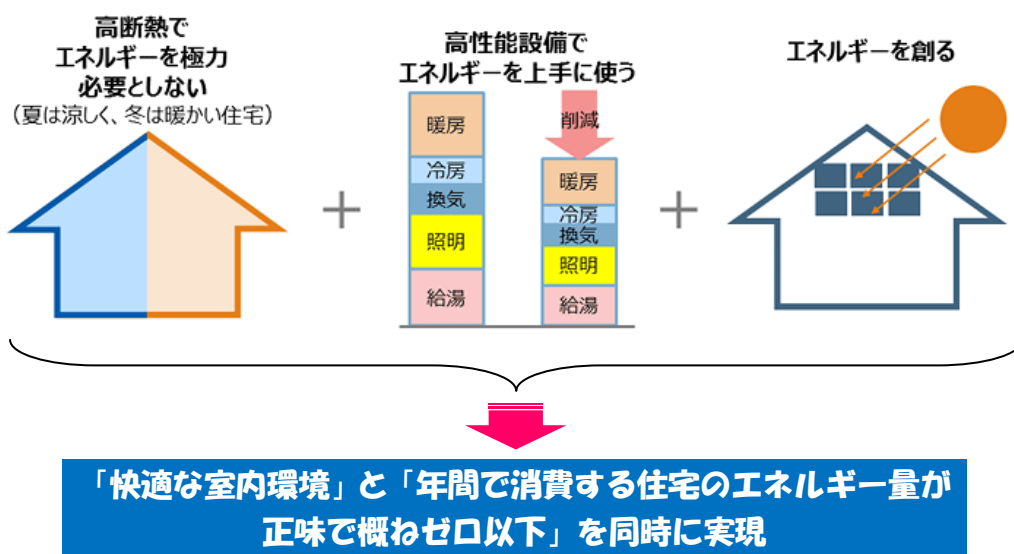 高断熱で
エネルギーを極力
必要としない
（夏は涼しく、冬は暖かい住宅）
高性能設備で
エネルギーを上手に使う
暖房
冷房
換気
照明
給湯
削減
暖房
冷房
換気
照明
給湯
エネルギーを創る
「快適な室内環境」と「年間で消費する住宅のエネルギー量が
正味で概ねゼロ以下」を同時に実現